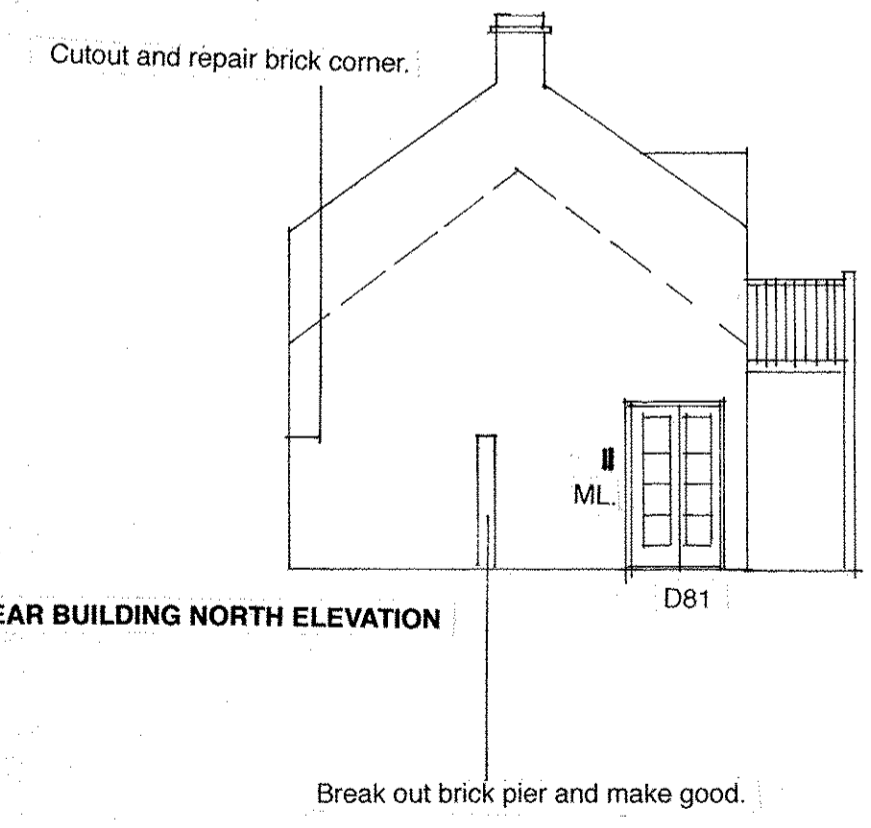 Cutout and repair brick corner.
ML.
D81
EAR BUILDING NORTH ELEVATION
Break out brick pier and make good.